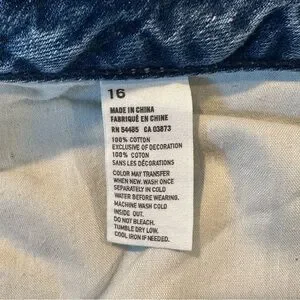 16
MADE IN CHINA
FABRIQUÉ EN CHINE
RN 54485 CA 03873
100% COTTON
EXCLUSIVE OF DECORATION
100% COTON
SANS LES DÉCORATIONS
COLOR MAY TRANSFER
WHEN NEW. WASH ONCE
SEPARATELY IN COLD
WATER BEFORE WEARING.
MACHINE WASH COLD
INSIDE OUT.
DO NOT BLEACH.
TUMBLE DRY LOW.
COOL IRON IF NEEDED.